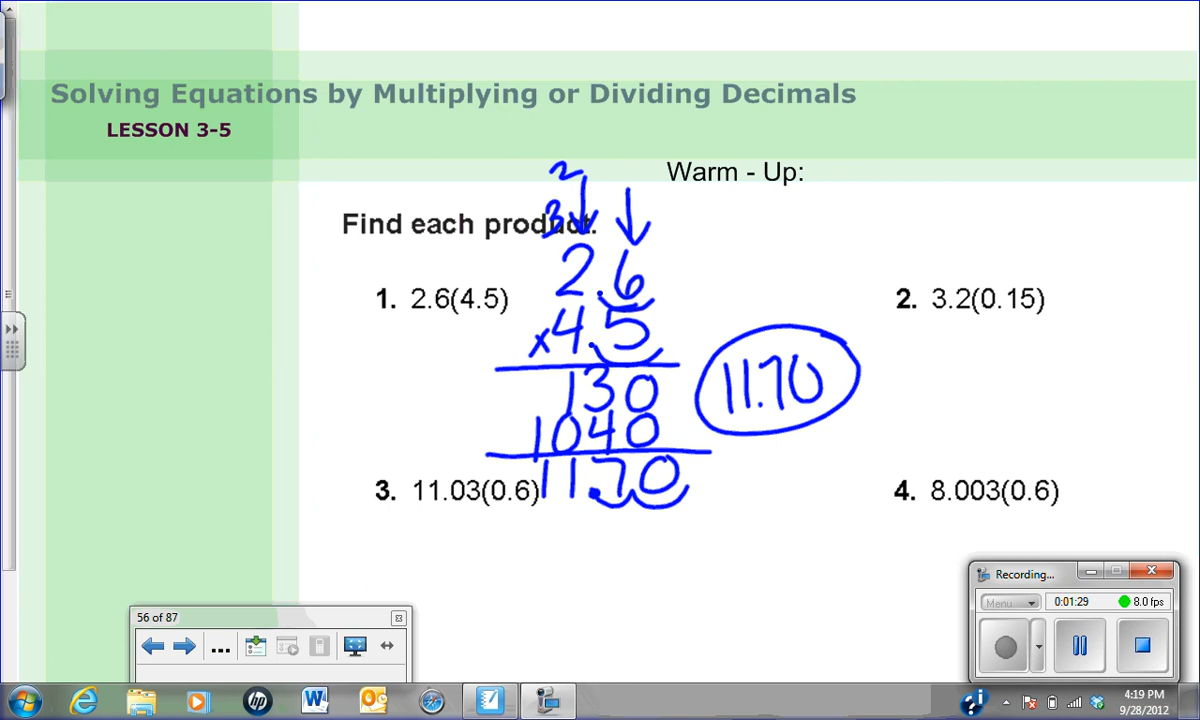 Solving Equations by Multiplying or Dividing Decimals
LESSON 3-5
Warm - Up:
Find each product.
1. 2.6(4.5)
2
3
2.6
x4.5
130
1040
11.70
11.70
2. 3.2(0.15)
3. 11.03(0.6)
4. 8.003(0.6)
Recording...
Menu
0:01:29
8.0 fps
56 of 87
...
hp
W
4:19 PM
9/28/2012